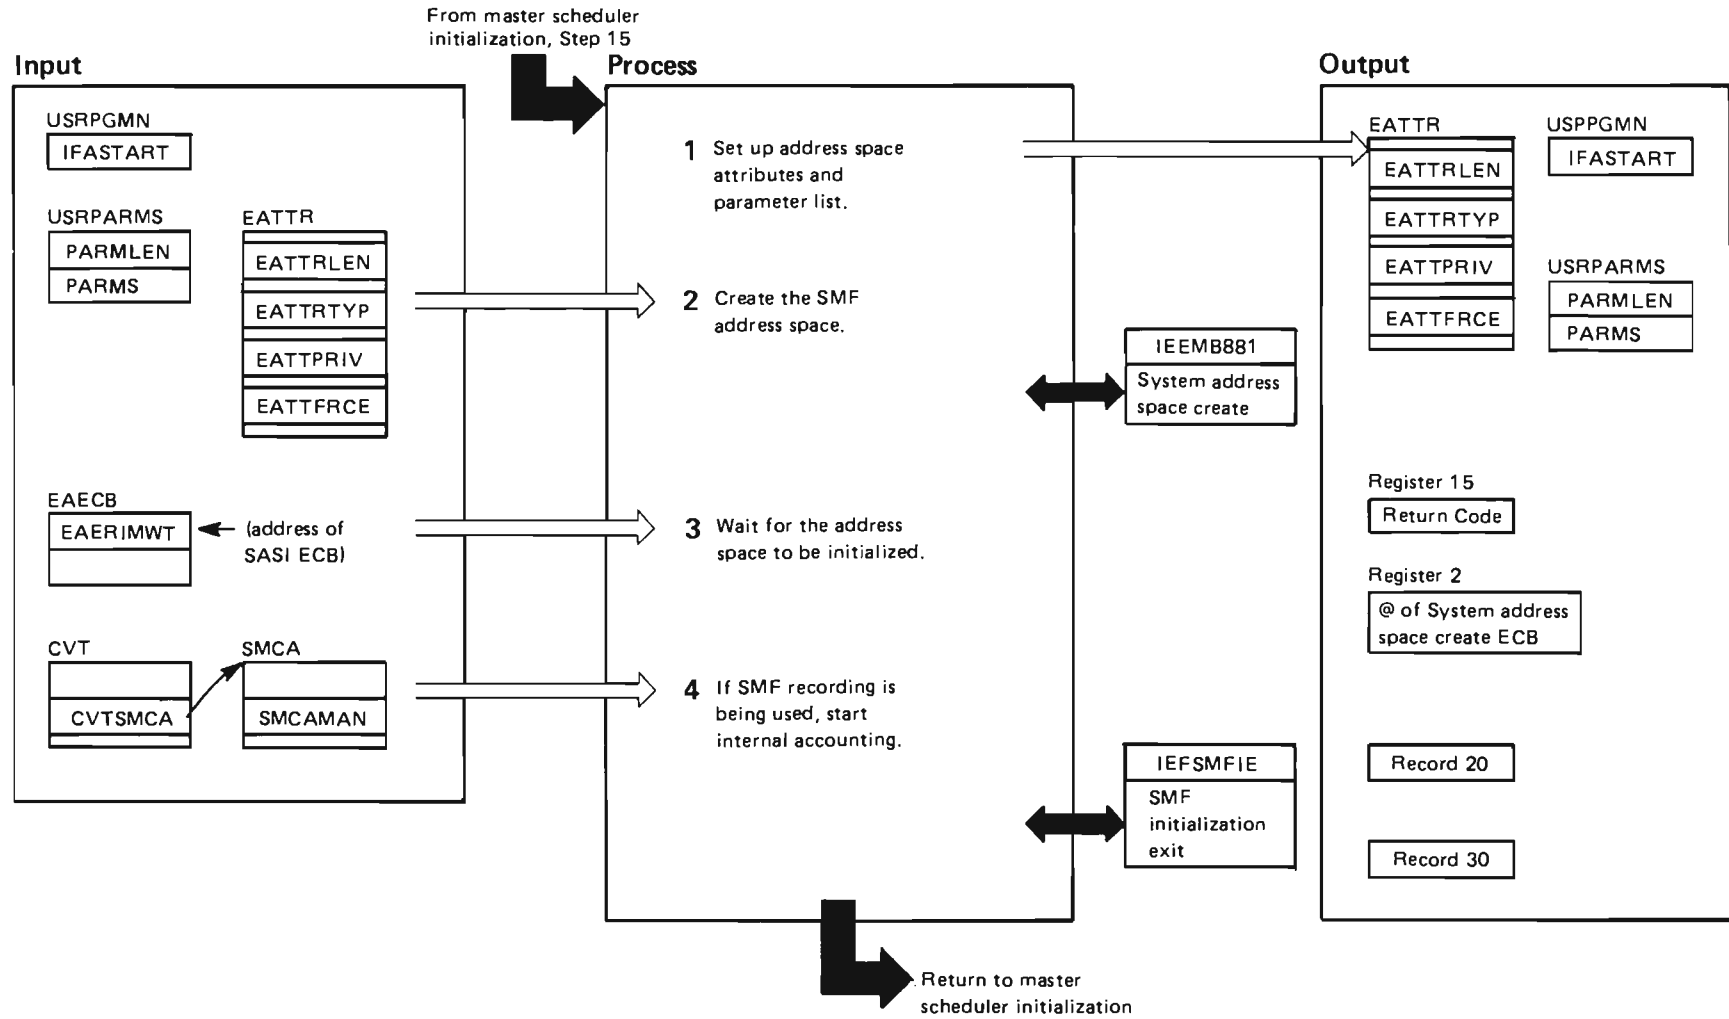 From master scheduler
initialization, Step 15
Input
USRPGMN
IFASTART
USRPARMS
PARMLEN
PARMS
EATTR
EATTRLEN
EATTRTYP
EATTPRIV
EATTFRCE
EAECB
EAERIMWT
(address of
SASI ECB)
CVT
CVTSMCA
SMCA
SMCAMAN
Process
1 Set up address space
attributes and
parameter list.
2 Create the SMF
address space.
IEEMB881
System address
space create
3 Wait for the address
space to be initialized.
4 If SMF recording is
being used, start
internal accounting.
IEFSMFIE
SMF
initialization
exit
Return to master
scheduler initialization
Output
EATTR
EATTRLEN
EATTRTYP
EATTPRIV
EATTFRCE
USPPGMN
IFASTART
USRPARMS
PARMLEN
PARMS
Register 15
Return Code
Register 2
@ of System address
space create ECB
Record 20
Record 30